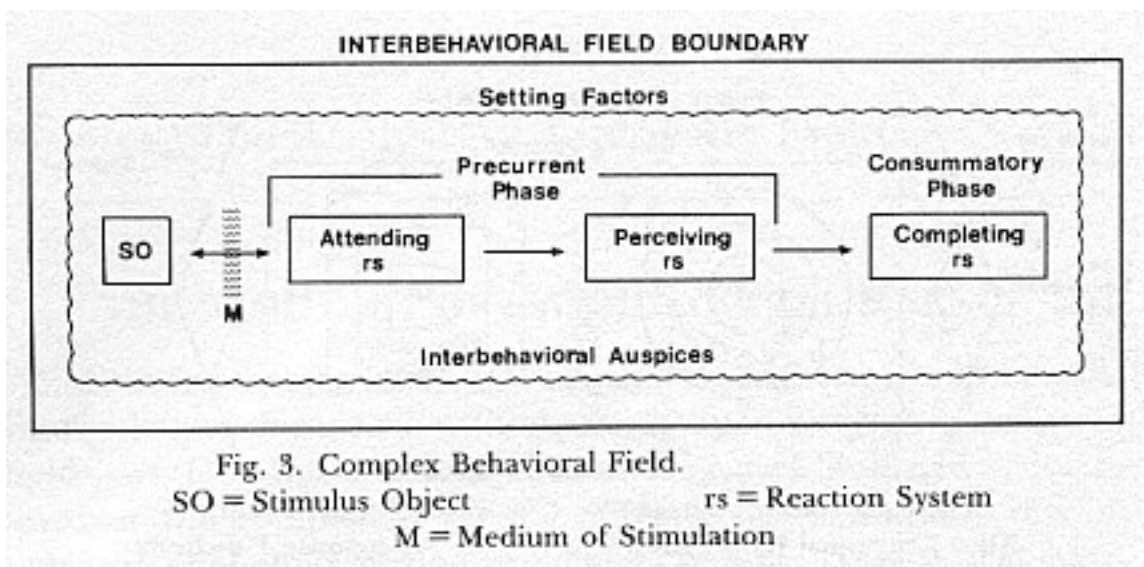 INTERBEHAVIORAL FIELD BOUNDARY
Setting Factors
Precurrent
Phase
Consummatory
Phase
SO
M
Attending
rs
Perceiving
rs
Completing
rs
Interbehavioral Auspices
Fig. 3. Complex Behavioral Field.
SO = Stimulus Object rs = Reaction System
M = Medium of Stimulation